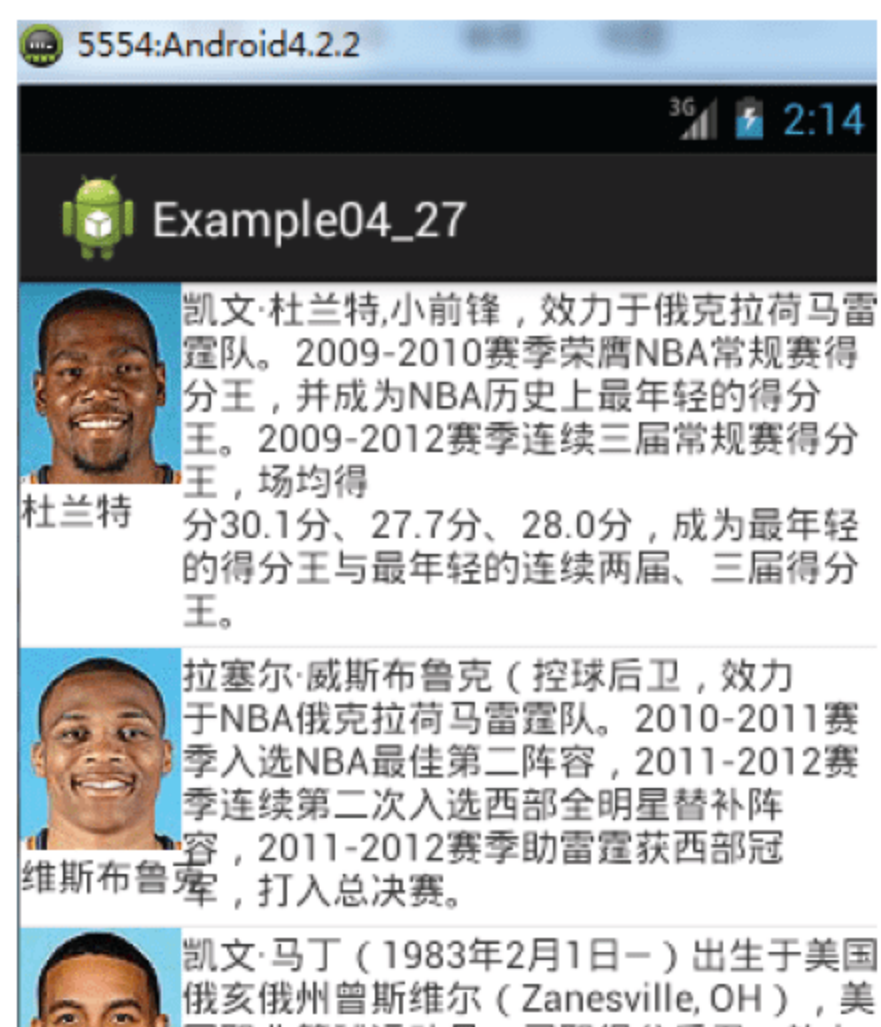 5554:Android4.2.2
3G 2:14
Example04_27
凯文·杜兰特,小前锋，效力于俄克拉荷马雷
霆队。2009-2010赛季荣膺NBA常规赛得
分王，并成为NBA历史上最年轻的得分
王。2009-2012赛季连续三届常规赛得分
王，场均得
分30.1分、27.7分、28.0分，成为最年轻
的得分王与最年轻的连续两届、三届得分
王。
杜兰特
拉塞尔·威斯布鲁克（控球后卫，效力
于NBA俄克拉荷马雷霆队。2010-2011赛
季入选NBA最佳第二阵容，2011-2012赛
季连续第二次入选西部全明星替补阵
容，2011-2012赛季助雷霆获西部冠
军，打入总决赛。
维斯布鲁克
凯文·马丁（1983年2月1日－）出生于美国
俄亥俄州曾斯维尔（Zanesville, OH），美